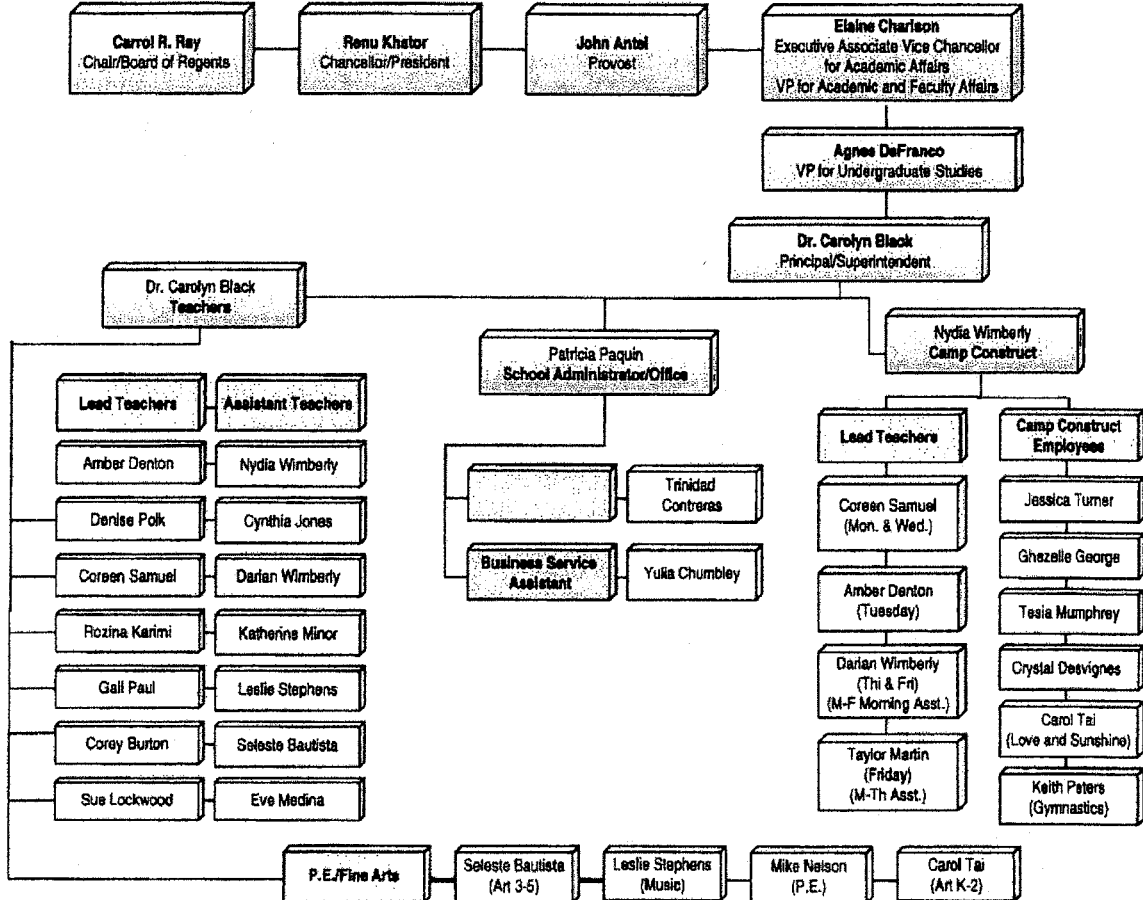 Carrol R. Ray
Chair/Board of Regents
Renu Khator
Chancellor/President
John Antel
Provost
Elaine Charlson
Executive Associate Vice Chancellor
for Academic Affairs
VP for Academic and Faculty Affairs
Agnes DeFranco
VP for Undergraduate Studies
Dr. Carolyn Black
Principal/Superintendent
Dr. Carolyn Black
Teachers
Patricia Paquin
School Administrator/Office
Nydia Wimberly
Camp Construct
Lead Teachers
Assistant Teachers
Amber Denton
Nydia Wimberly
Denise Polk
Cynthia Jones
Coreen Samuel
Darian Wimberly
Rozina Karimi
Katherine Minor
Gail Paul
Leslie Stephens
Corey Burton
Seleste Bautista
Sue Lockwood
Eve Medina
Trinidad
Contreras
Business Service
Assistant
Yulia Chumbley
Lead Teachers
Coreen Samuel
(Mon. & Wed.)
Amber Denton
(Tuesday)
Darian Wimberly
(Thi & Fri)
(M-F Morning Asst.)
Taylor Martin
(Friday)
(M-Th Asst.)
Camp Construct
Employees
Jessica Turner
Ghezelle George
Tesia Mumphrey
Crystal Desvignes
Carol Tai
(Love and Sunshine)
Keith Peters
(Gymnastics)
P.E./Fine Arts
Seleste Bautista
(Art 3-5)
Leslie Stephens
(Music)
Mike Nelson
(P.E.)
Carol Tai
(Art K-2)